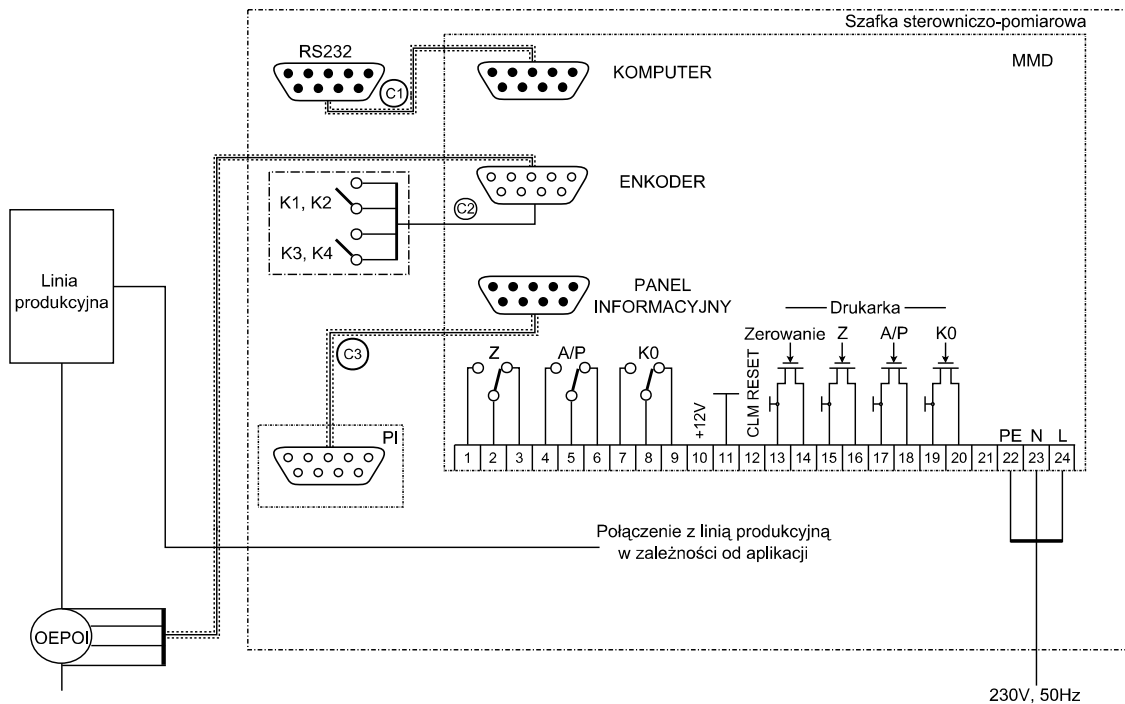 Szafka sterowniczo-pomiarowa
RS232
KOMPUTER
MMD
C1
ENKODER
K1, K2
C2
K3, K4
Linia
produkcyjna
PANEL
INFORMACYJNY
Drukarka
C3
Z
A/P
K0
+12V
CLM RESET
Zerowanie
Z
A/P
K0
PI
PE N L
1 2 3 4 5 6 7 8 9 10 11 12 13 14 15 16 17 18 19 20 21 22 23 24
Połączenie z linią produkcyjną
w zależności od aplikacji
OEPOI
230V, 50Hz